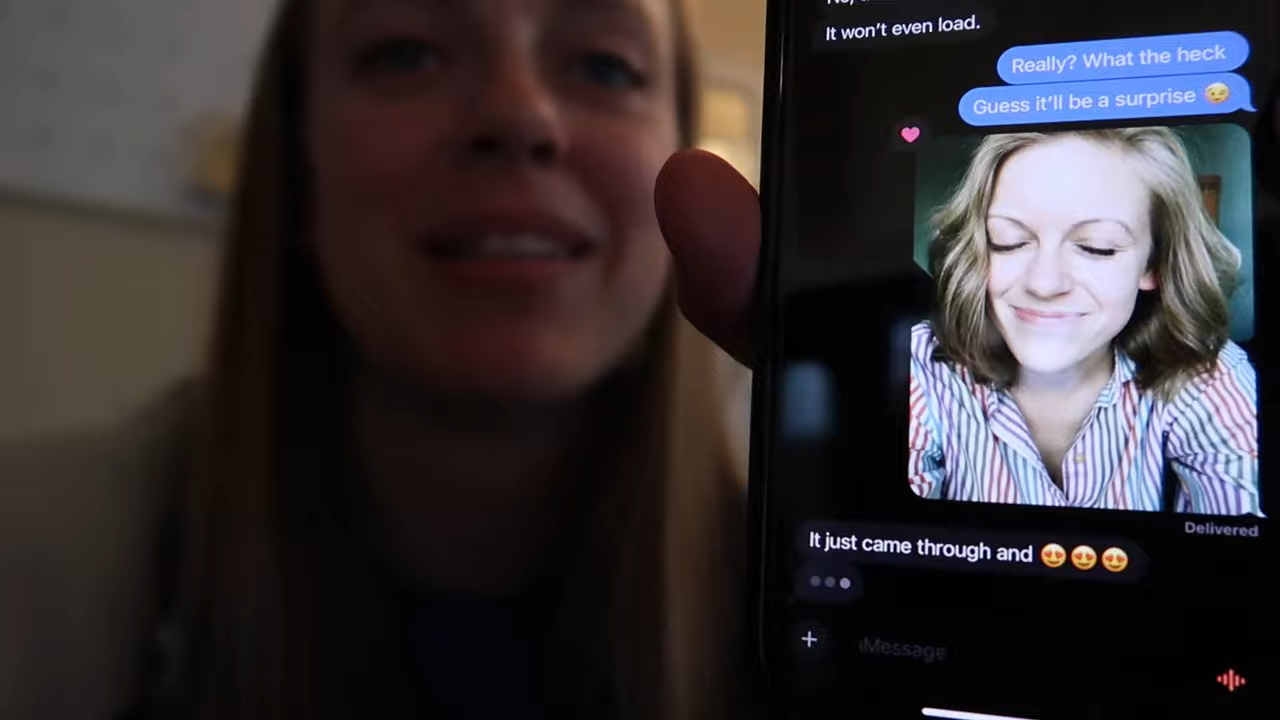 No,
It won't even load.
Really? What the heck
Guess it'll be a surprise 😉
Delivered
It just came through and 😍😍😍
iMessage